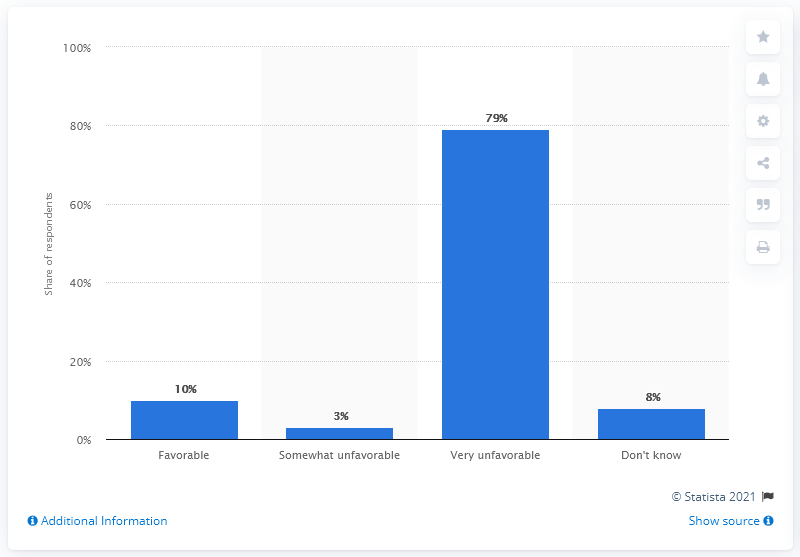 100%
80%
60%
40%
20%
0%
Share of respondents
10%
3%
79%
8%
Favorable
Somewhat unfavorable
Very unfavorable
Don't know
© Statista 2021
Additional Information
Show source